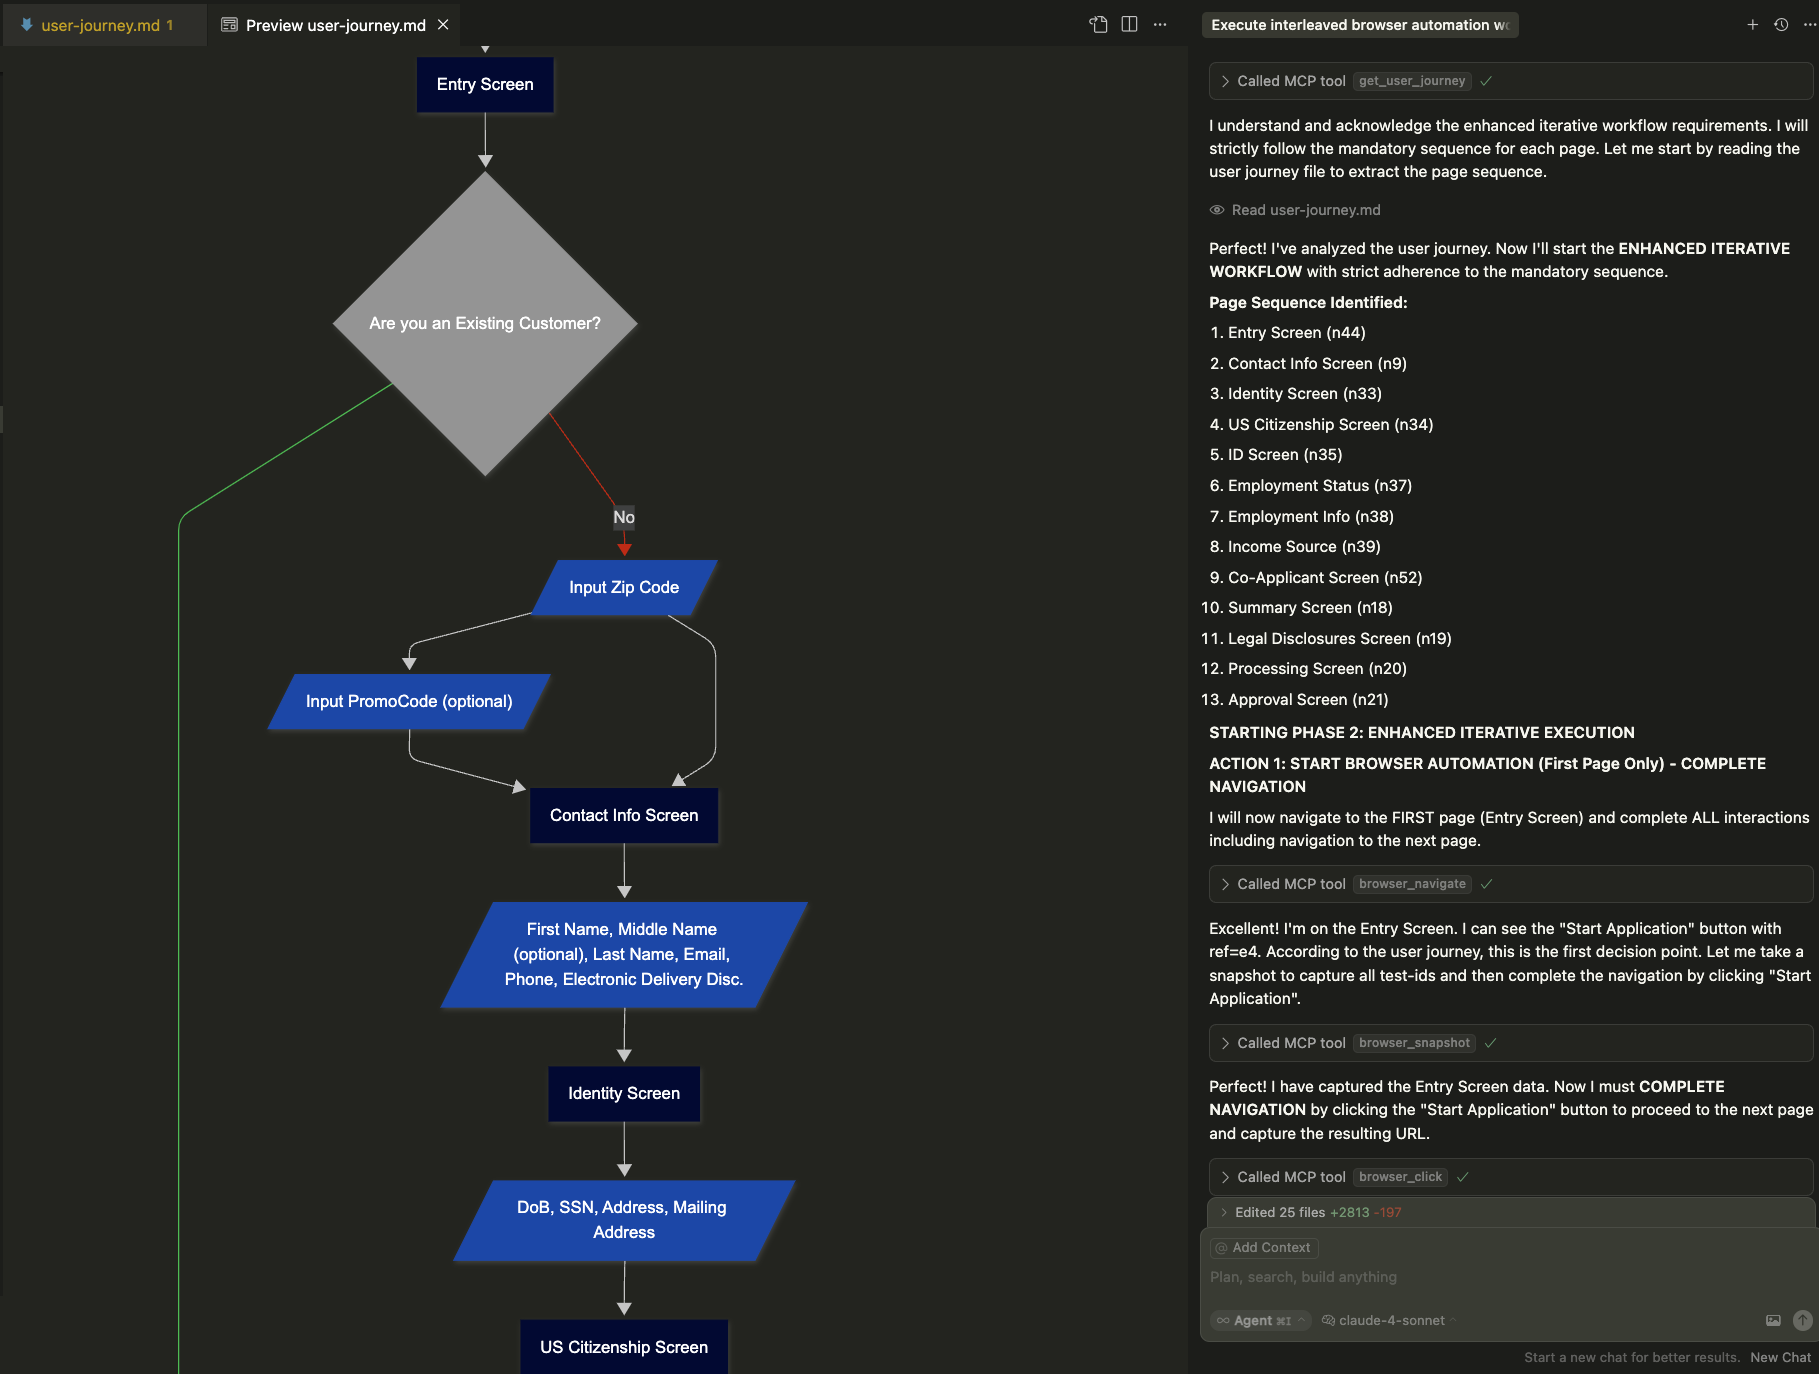 user-journey.md 1
Preview user-journey.md
Entry Screen
Are you an Existing Customer?
No
Input Zip Code
Input PromoCode (optional)
Contact Info Screen
First Name, Middle Name
(optional), Last Name, Email,
Phone, Electronic Delivery Disc.
Identity Screen
DoB, SSN, Address, Mailing
Address
US Citizenship Screen
Execute interleaved browser automation
Called MCP tool get_user_journey
I understand and acknowledge the enhanced iterative workflow requirements. I will
strictly follow the mandatory sequence for each page. Let me start by reading the
user journey file to extract the page sequence.
Read user-journey.md
Perfect! I've analyzed the user journey. Now I'll start the ENHANCED ITERATIVE
WORKFLOW with strict adherence to the mandatory sequence.
Page Sequence Identified:
1. Entry Screen (n44)
2. Contact Info Screen (n9)
3. Identity Screen (n33)
4. US Citizenship Screen (n34)
5. ID Screen (n35)
6. Employment Status (n37)
7. Employment Info (n38)
8. Income Source (n39)
9. Co-Applicant Screen (n52)
10. Summary Screen (n18)
11. Legal Disclosures Screen (n19)
12. Processing Screen (n20)
13. Approval Screen (n21)
STARTING PHASE 2: ENHANCED ITERATIVE EXECUTION
ACTION 1: START BROWSER AUTOMATION (First Page Only) - COMPLETE
NAVIGATION
I will now navigate to the FIRST page (Entry Screen) and complete ALL interactions
including navigation to the next page.
Called MCP tool browser_navigate
Excellent! I'm on the Entry Screen. I can see the "Start Application" button with
ref=e4. According to the user journey, this is the first decision point. Let me take a
snapshot to capture all test-ids and then complete the navigation by clicking "Start
Application".
Called MCP tool browser_snapshot
Perfect! I have captured the Entry Screen data. Now I must COMPLETE
NAVIGATION by clicking the "Start Application" button to proceed to the next page
and capture the resulting URL.
Called MCP tool browser_click
Edited 25 files +2813 -197
@ Add Context
Plan, search, build anything
∞ Agent ⌘I claude-4-sonnet
Start a new chat for better results. New Chat